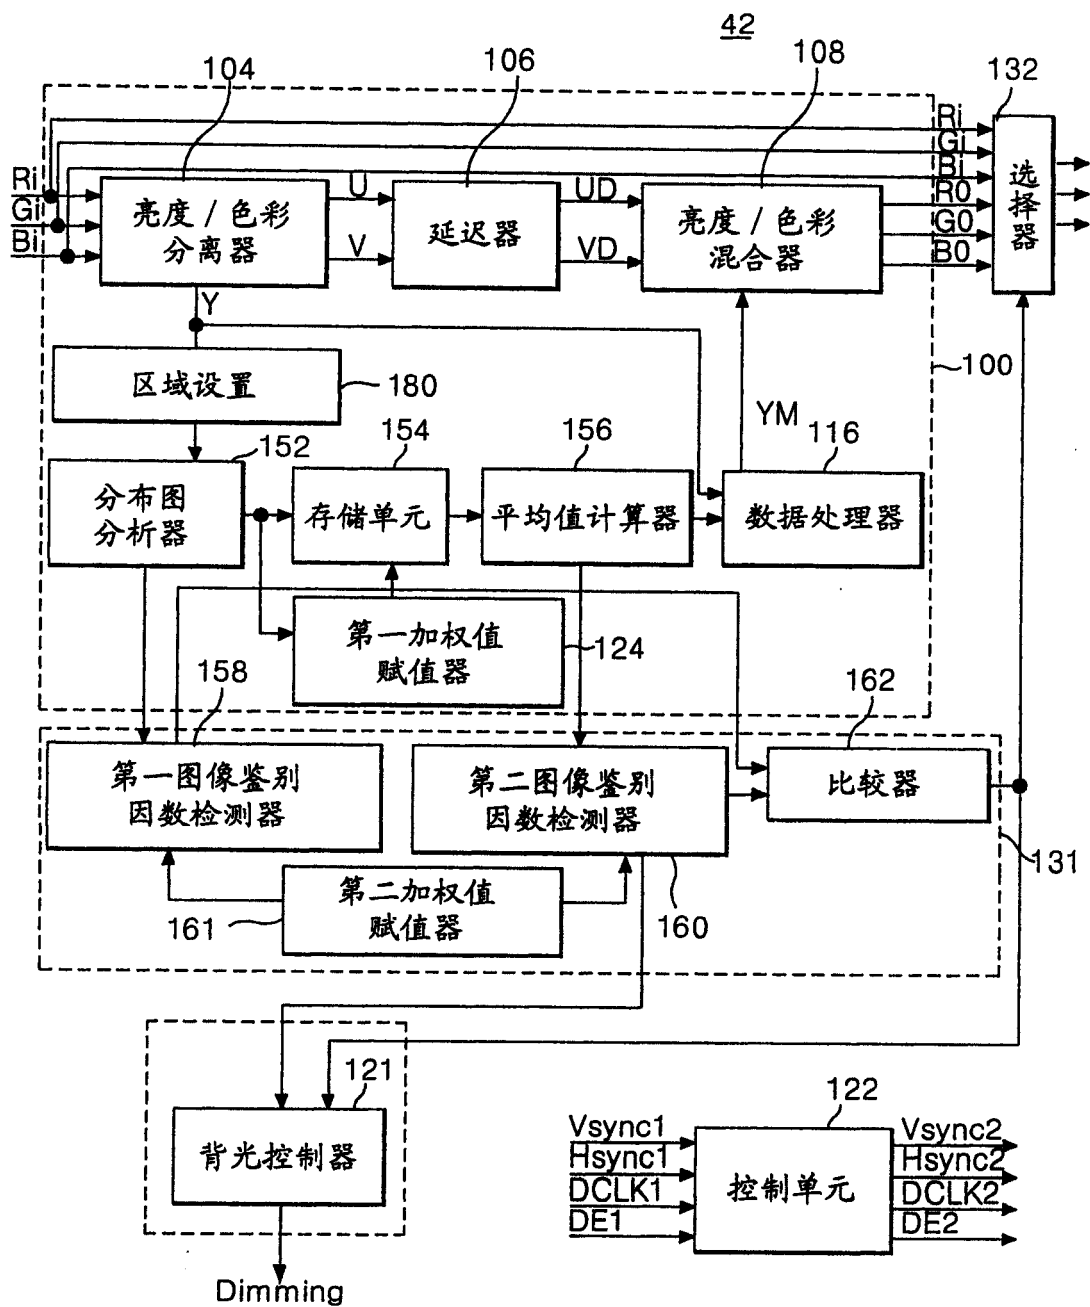 42
104
106
108
132
Ri
Gi
Bi
Ri
Gi
Bi
亮度/色彩
分离器
U
V
延迟器
UD
VD
亮度/色彩
混合器
R0
G0
B0
选择器
Y
区域设置
180
100
YM
152
154
156
116
分布图
分析器
存储单元
平均值计算器
数据处理器
第一加权值
赋值器
124
158
162
第一图像鉴别
因数检测器
第二图像鉴别
因数检测器
比较器
131
第二加权值
赋值器
161
160
121
背光控制器
Dimming
122
Vsync1
Hsync1
DCLK1
DE1
控制单元
Vsync2
Hsync2
DCLK2
DE2